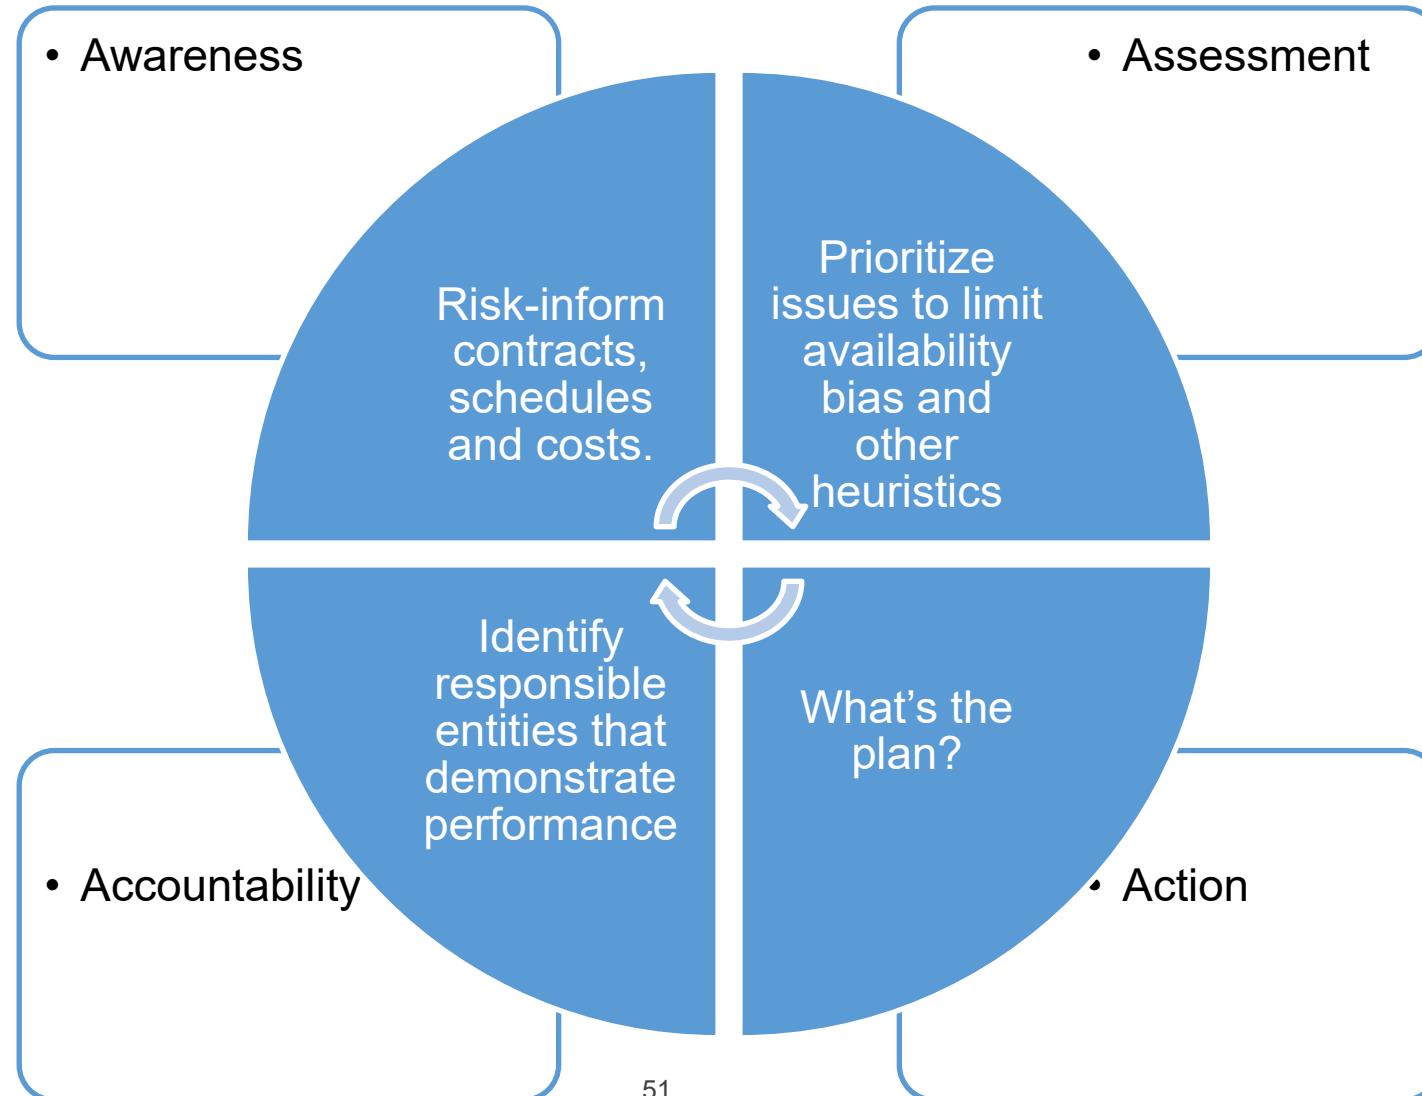 • Awareness
• Assessment
Risk-inform
contracts,
schedules
and costs.
Prioritize
issues to limit
availability
bias and
other
heuristics
Identify
responsible
entities that
demonstrate
performance
What’s the
plan?
• Accountability
• Action
51